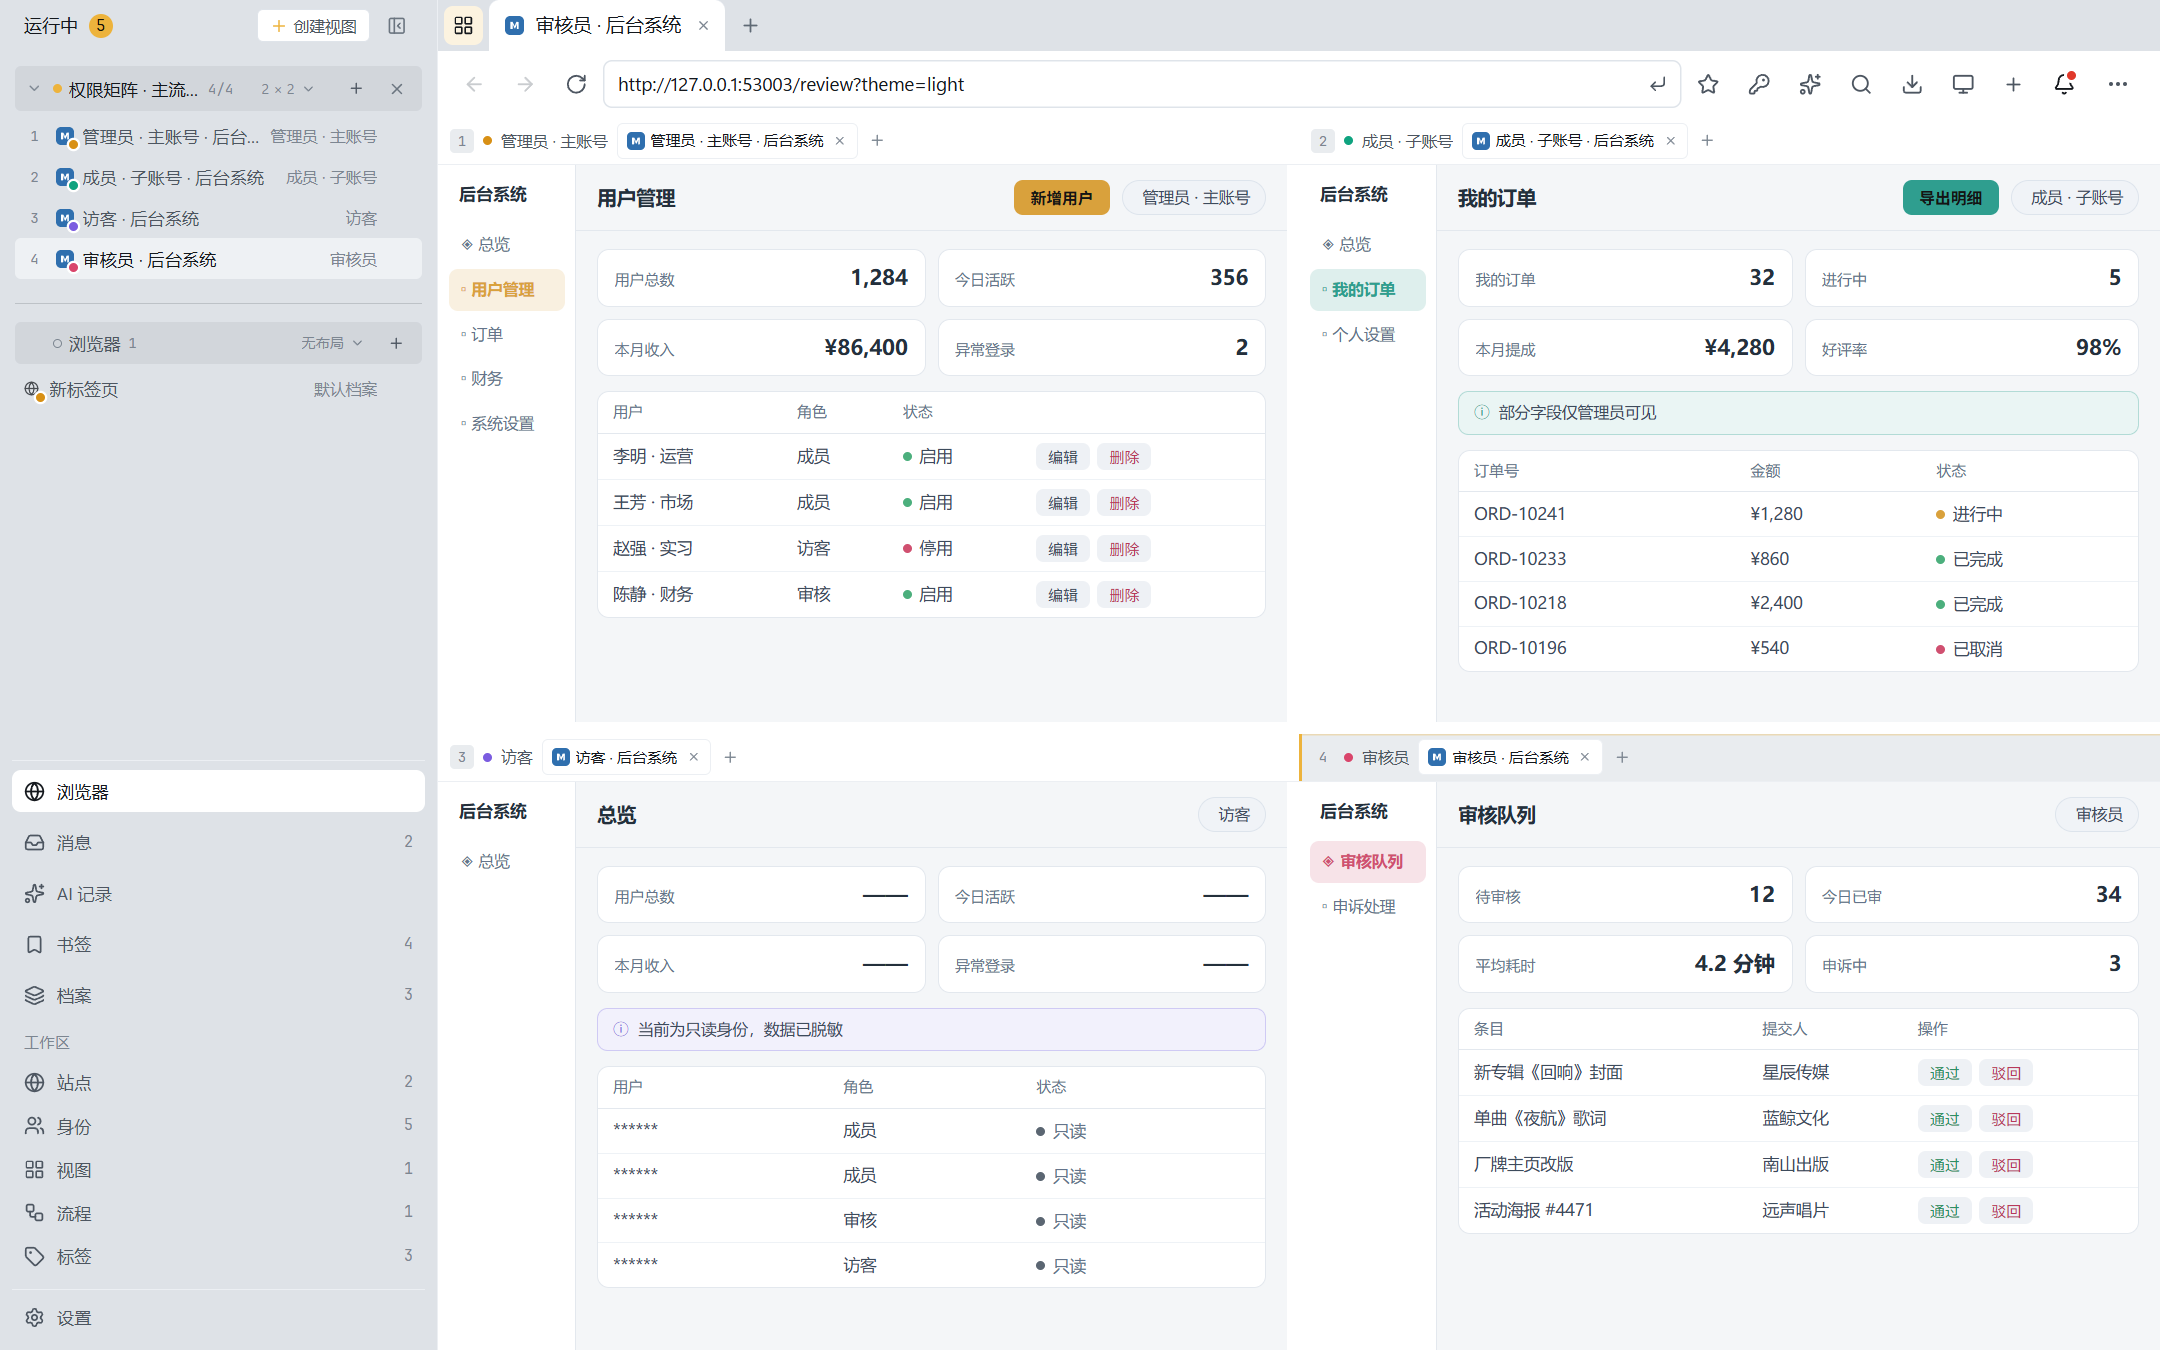 运行中 5
创建视图
权限矩阵 · 主流... 4/4 2 × 2
1 管理员 · 主账号 · 后台... 管理员 · 主账号
2 成员 · 子账号 · 后台系统 成员 · 子账号
3 访客 · 后台系统 访客
4 审核员 · 后台系统 审核员
浏览器 1 无布局
新标签页 默认档案
浏览器
消息 2
AI 记录
书签 4
档案 3
工作区
站点 2
身份 5
视图 1
流程 1
标签 3
设置
M 审核员 · 后台系统
http://127.0.0.1:53003/review?theme=light
1 管理员 · 主账号 M 管理员 · 主账号 · 后台系统
后台系统
总览
用户管理
订单
财务
系统设置
用户管理 新增用户 管理员 · 主账号
用户总数 1,284 今日活跃 356
本月收入 ¥86,400 异常登录 2
用户 角色 状态
李明 · 运营 成员 启用 编辑 删除
王芳 · 市场 成员 启用 编辑 删除
赵强 · 实习 访客 停用 编辑 删除
陈静 · 财务 审核 启用 编辑 删除
2 成员 · 子账号 M 成员 · 子账号 · 后台系统
后台系统
总览
我的订单
个人设置
我的订单 导出明细 成员 · 子账号
我的订单 32 进行中 5
本月提成 ¥4,280 好评率 98%
部分字段仅管理员可见
订单号 金额 状态
ORD-10241 ¥1,280 进行中
ORD-10233 ¥860 已完成
ORD-10218 ¥2,400 已完成
ORD-10196 ¥540 已取消
3 访客 M 访客 · 后台系统
后台系统
总览
总览 访客
用户总数 —— 今日活跃 ——
本月收入 —— 异常登录 ——
当前为只读身份，数据已脱敏
用户 角色 状态
****** 成员 只读
****** 成员 只读
****** 审核 只读
****** 访客 只读
4 审核员 M 审核员 · 后台系统
后台系统
审核队列
申诉处理
审核队列 审核员
待审核 12 今日已审 34
平均耗时 4.2 分钟 申诉中 3
条目 提交人 操作
新专辑《回响》封面 星辰传媒 通过 驳回
单曲《夜航》歌词 蓝鲸文化 通过 驳回
厂牌主页改版 南山出版 通过 驳回
活动海报 #4471 远声唱片 通过 驳回